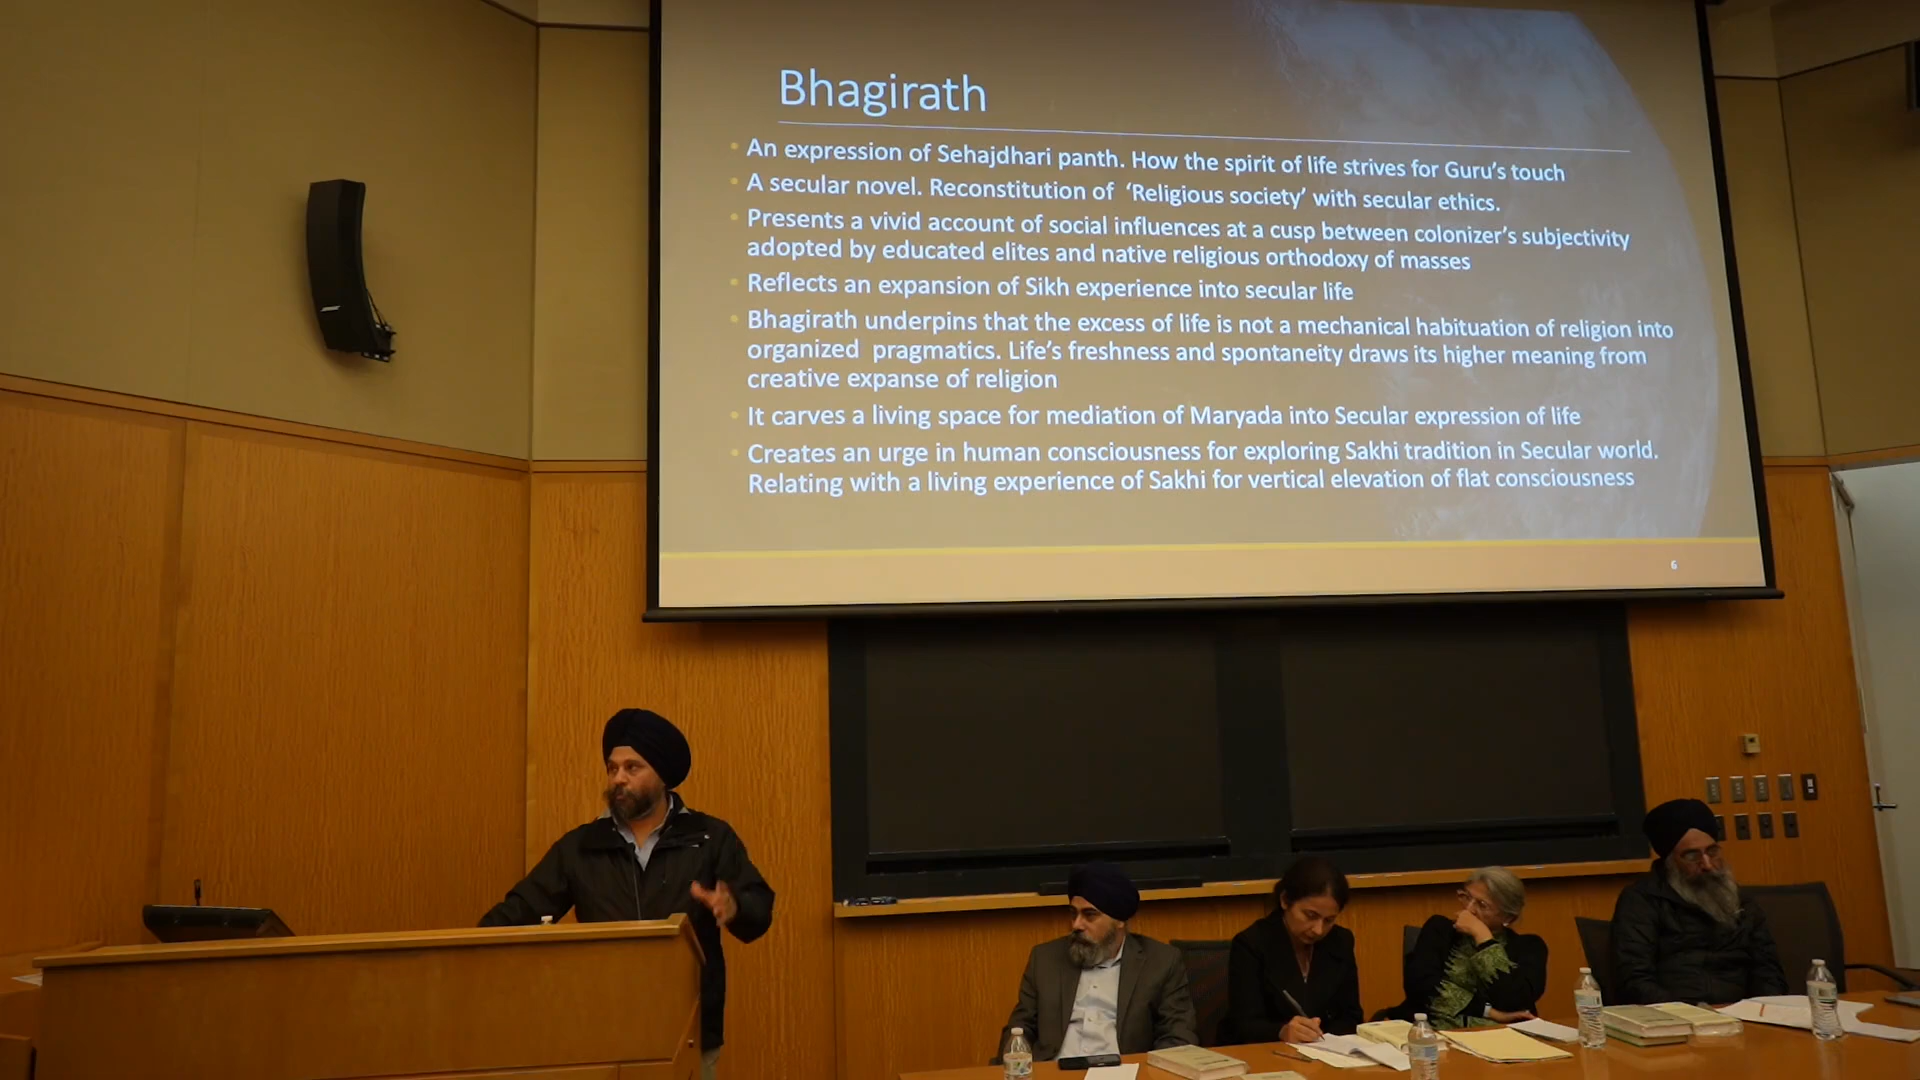 Bhagirath
• An expression of Sehajdhari panth. How the spirit of life strives for Guru's touch
• A secular novel. Reconstitution of ‘Religious society’ with secular ethics.
• Presents a vivid account of social influences at a cusp between colonizer's subjectivity
adopted by educated elites and native religious orthodoxy of masses
• Reflects an expansion of Sikh experience into secular life
• Bhagirath underpins that the excess of life is not a mechanical habituation of religion into
organized pragmatics. Life's freshness and spontaneity draws its higher meaning from
creative expanse of religion
• It carves a living space for mediation of Maryada into Secular expression of life
• Creates an urge in human consciousness for exploring Sakhi tradition in Secular world.
Relating with a living experience of Sakhi for vertical elevation of flat consciousness
6